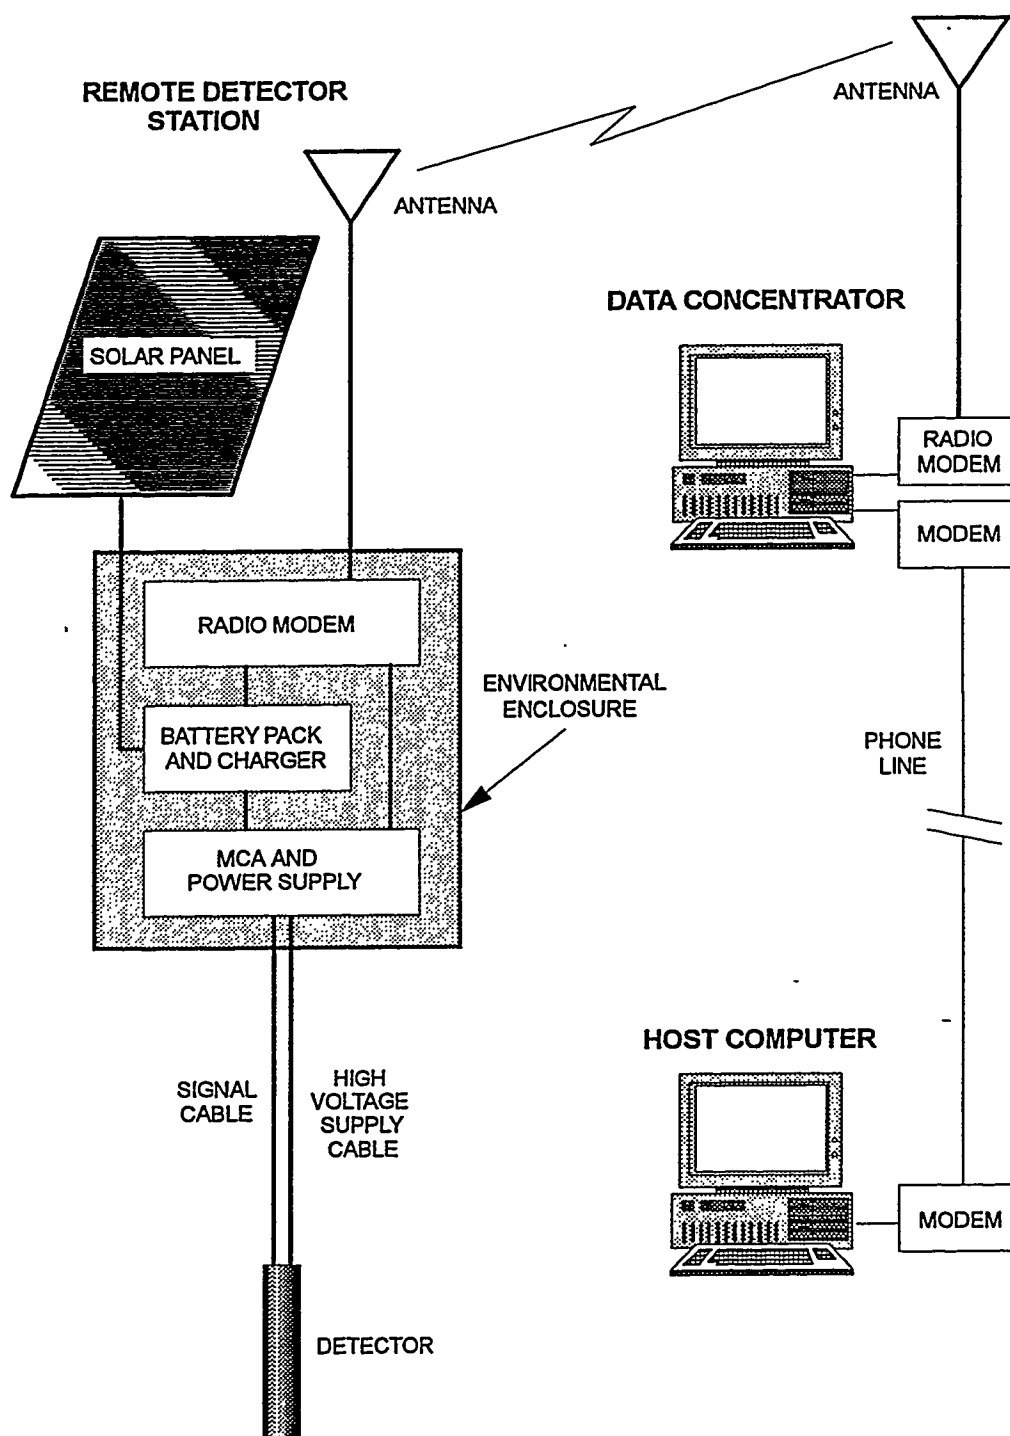 REMOTE DETECTOR
STATION
ANTENNA
ANTENNA
SOLAR PANEL
DATA CONCENTRATOR
RADIO
MODEM
MODEM
RADIO MODEM
BATTERY PACK
AND CHARGER
MCA AND
POWER SUPPLY
ENVIRONMENTAL
ENCLOSURE
PHONE
LINE
SIGNAL
CABLE
HIGH
VOLTAGE
SUPPLY
CABLE
HOST COMPUTER
MODEM
DETECTOR